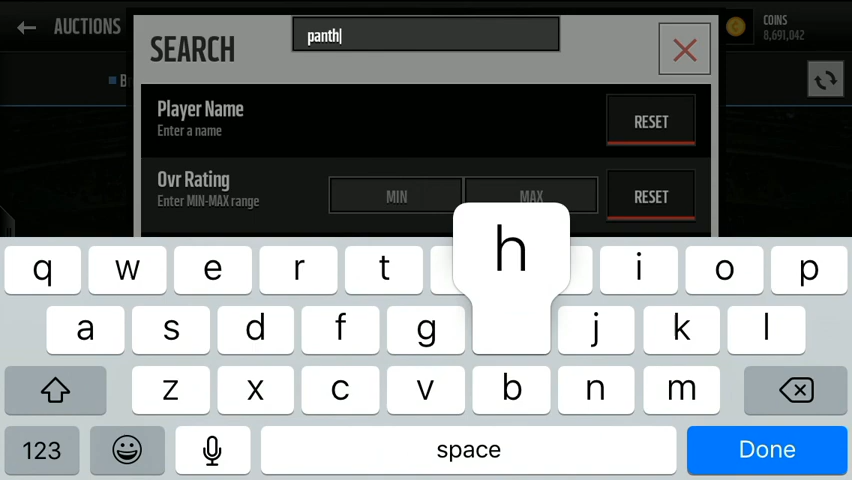 AUCTIONS
SEARCH
panth
COINS
8,691,042
Player Name
Enter a name
RESET
Ovr Rating
Enter MIN-MAX range
MIN
MAX
RESET
h
q w e r t i o p
a s d f g j k l
z x c v b n m
123
space
Done